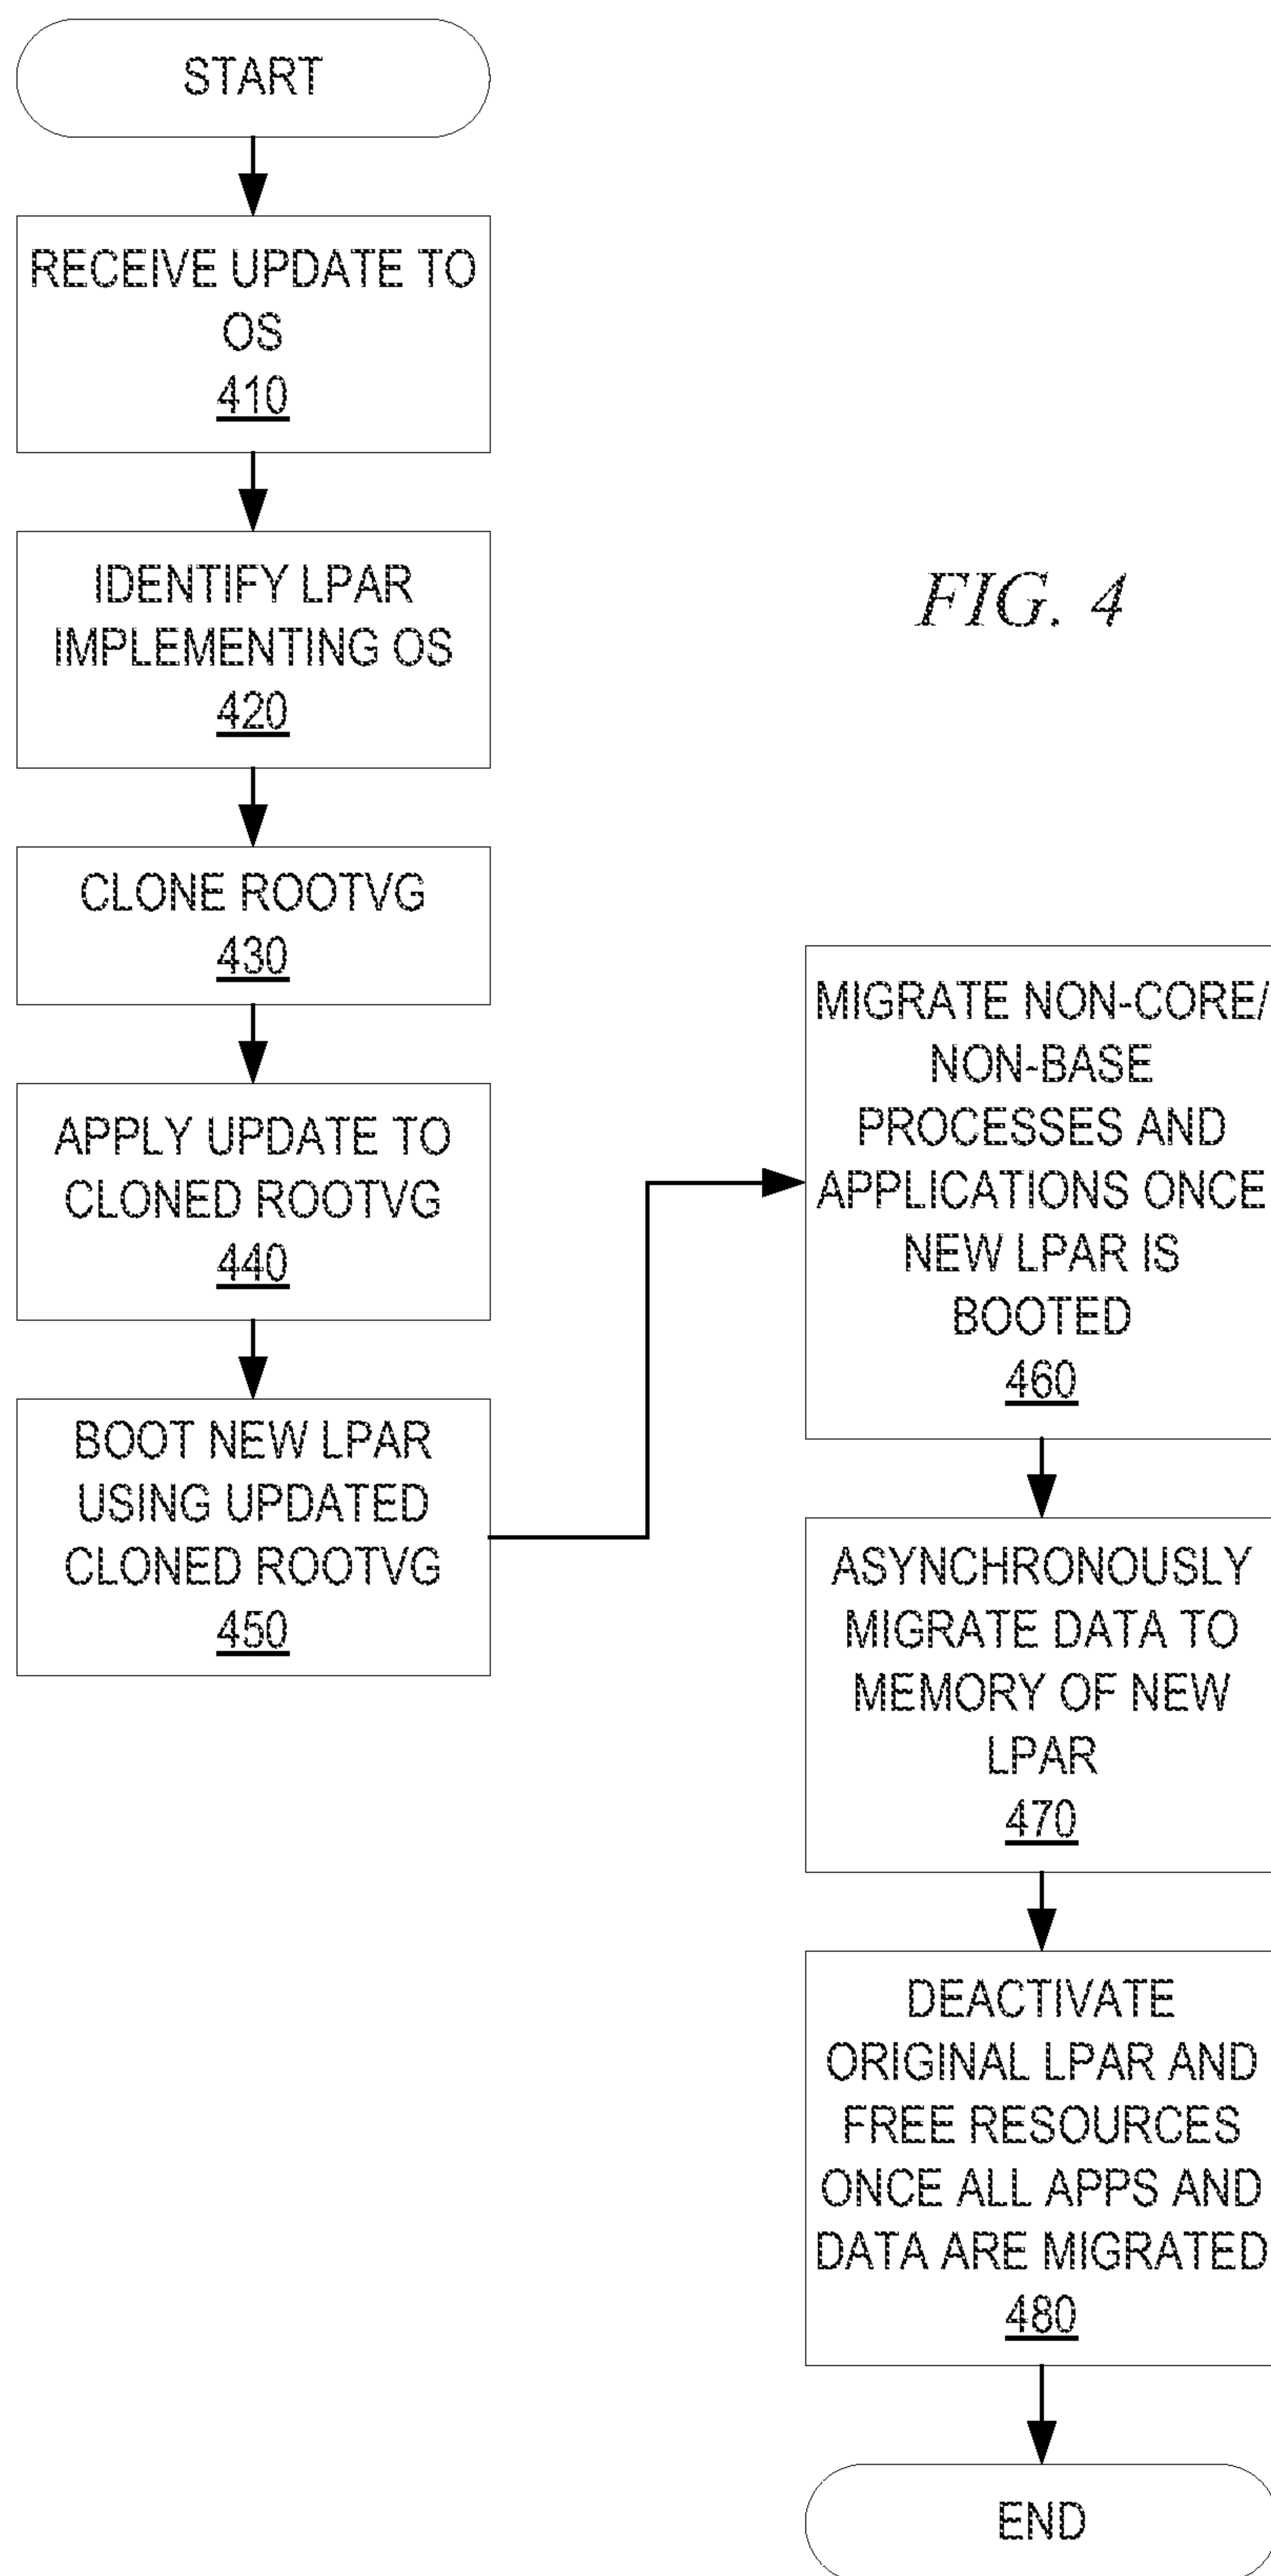 START
RECEIVE UPDATE TO
OS
410
IDENTIFY LPAR
IMPLEMENTING OS
420
CLONE ROOTVG
430
APPLY UPDATE TO
CLONED ROOTVG
440
BOOT NEW LPAR
USING UPDATED
CLONED ROOTVG
450
FIG. 4
MIGRATE NON-CORE/
NON-BASE
PROCESSES AND
APPLICATIONS ONCE
NEW LPAR IS
BOOTED
460
ASYNCHRONOUSLY
MIGRATE DATA TO
MEMORY OF NEW
LPAR
470
DEACTIVATE
ORIGINAL LPAR AND
FREE RESOURCES
ONCE ALL APPS AND
DATA ARE MIGRATED
480
END